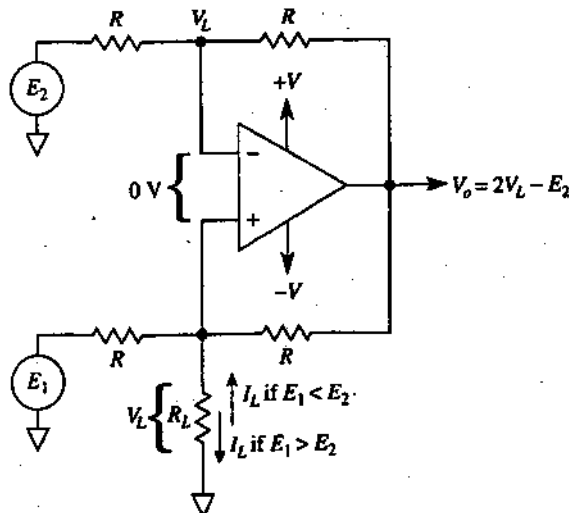 R
V_L
R
E_2
+V
0 V
−
+
V_o = 2V_L − E_2
−V
R
R
E_1
V_L
R_L
I_L if E_1 < E_2
I_L if E_1 > E_2